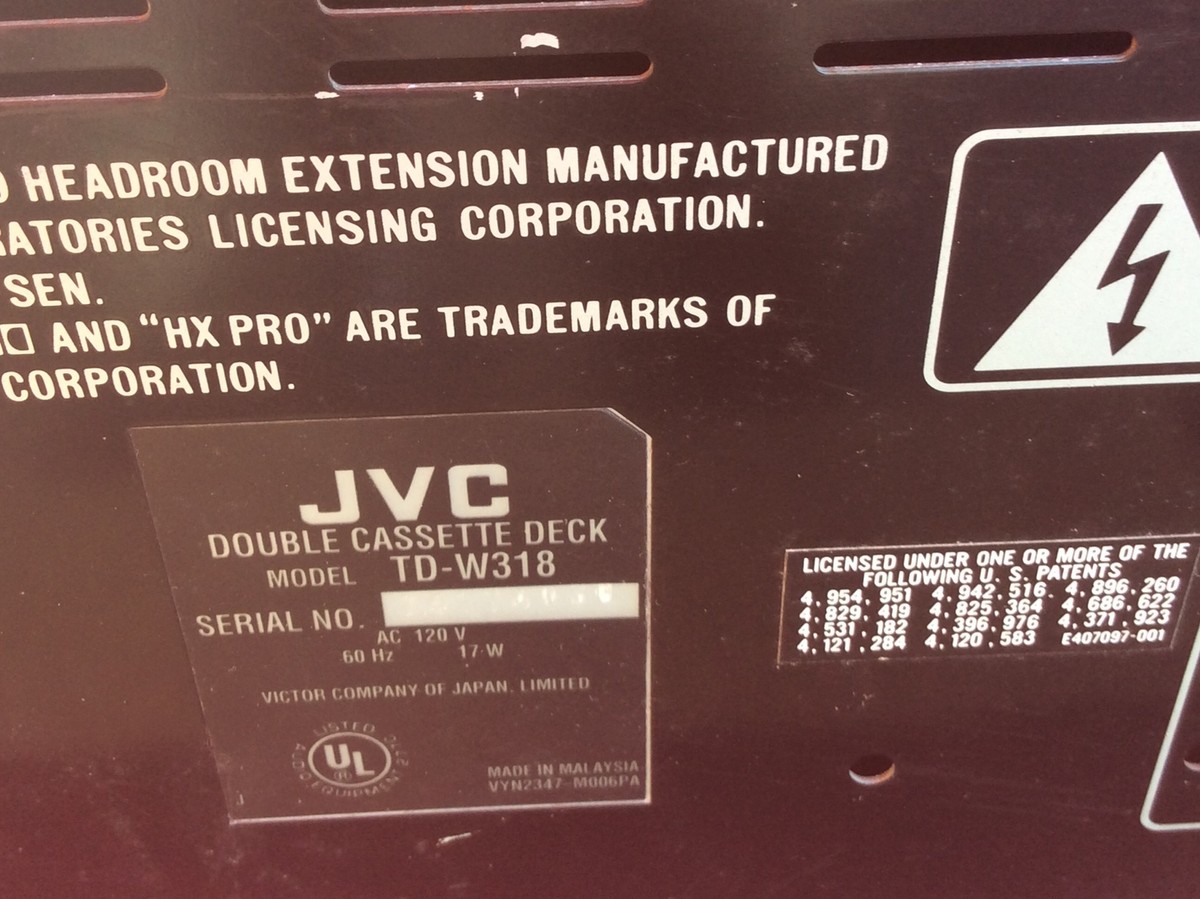 HEADROOM EXTENSION MANUFACTURED
RATORIES LICENSING CORPORATION.
SEN.
AND “HX PRO” ARE TRADEMARKS OF
CORPORATION.
JVC
DOUBLE CASSETTE DECK
MODEL TD-W318
SERIAL NO.
AC 120 V
60 Hz 17 W
VICTOR COMPANY OF JAPAN, LIMITED
LISTED
UL
®
AUDIO EQUIPMENT
MADE IN MALAYSIA
VYN2347-M006PA
LICENSED UNDER ONE OR MORE OF THE
FOLLOWING U. S. PATENTS
4, 954, 951 4, 942, 516. 4, 896, 260
4, 829, 419 4, 825, 364 4, 686, 622
4, 531, 182 4, 396, 976 4, 371, 923
4, 121, 284 4, 120, 583 E407097-001